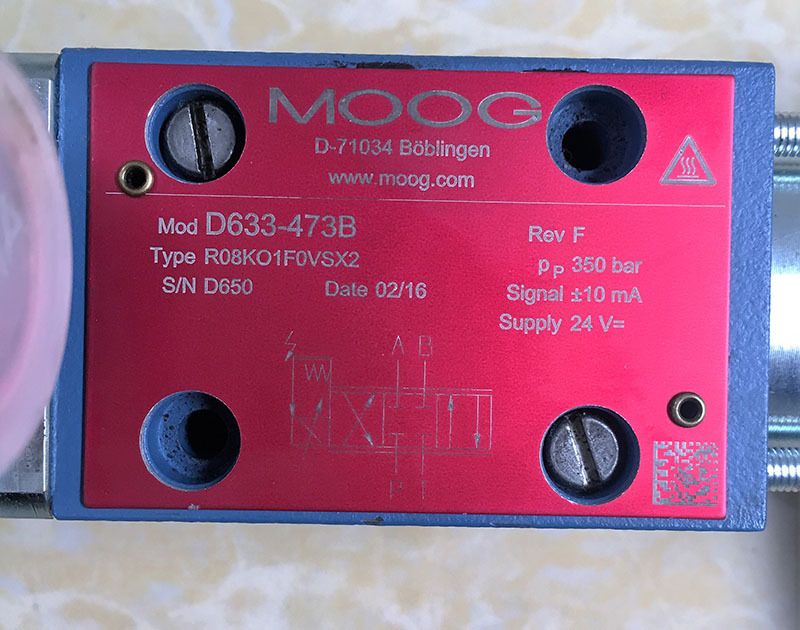 MOOG
D-71034 Böblingen
www.moog.com
Mod D633-473B
Type R08KO1F0VSX2
S/N D650
Date 02/16
Rev F
pP 350 bar
Signal ±10 mA
Supply 24 V=
A B
P T